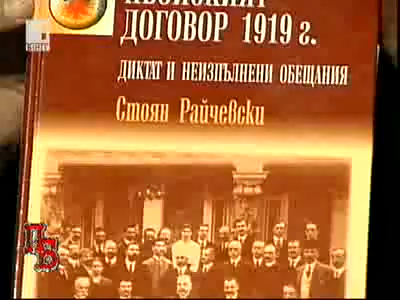 ДОГОВОР 1919 г.
ДИКТАТ И НЕИЗПЪЛНЕНИ ОБЕЩАНИЯ
Стоян Райчевски